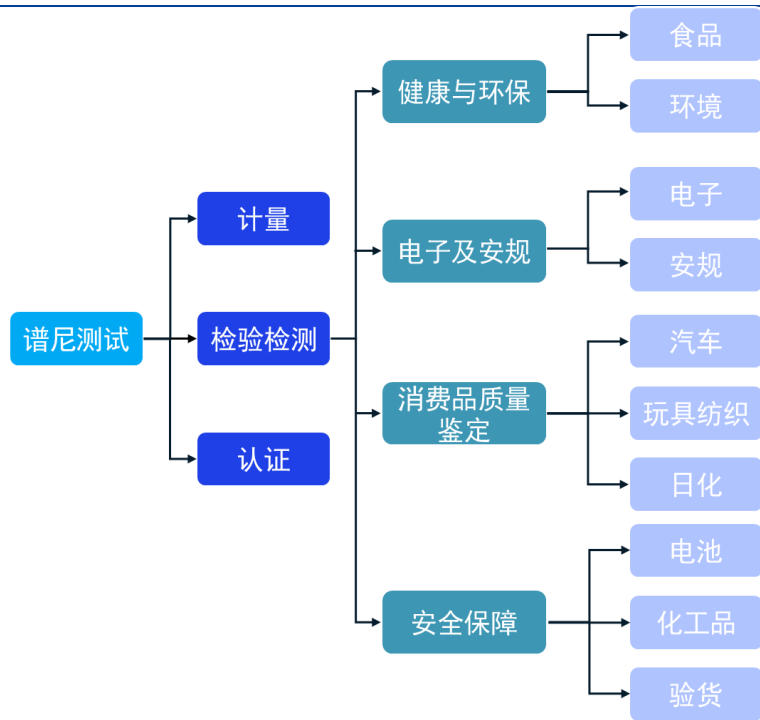 谱尼测试
计量
检验检测
认证
健康与环保
电子及安规
消费品质量
鉴定
安全保障
食品
环境
电子
安规
汽车
玩具纺织
日化
电池
化工品
验货